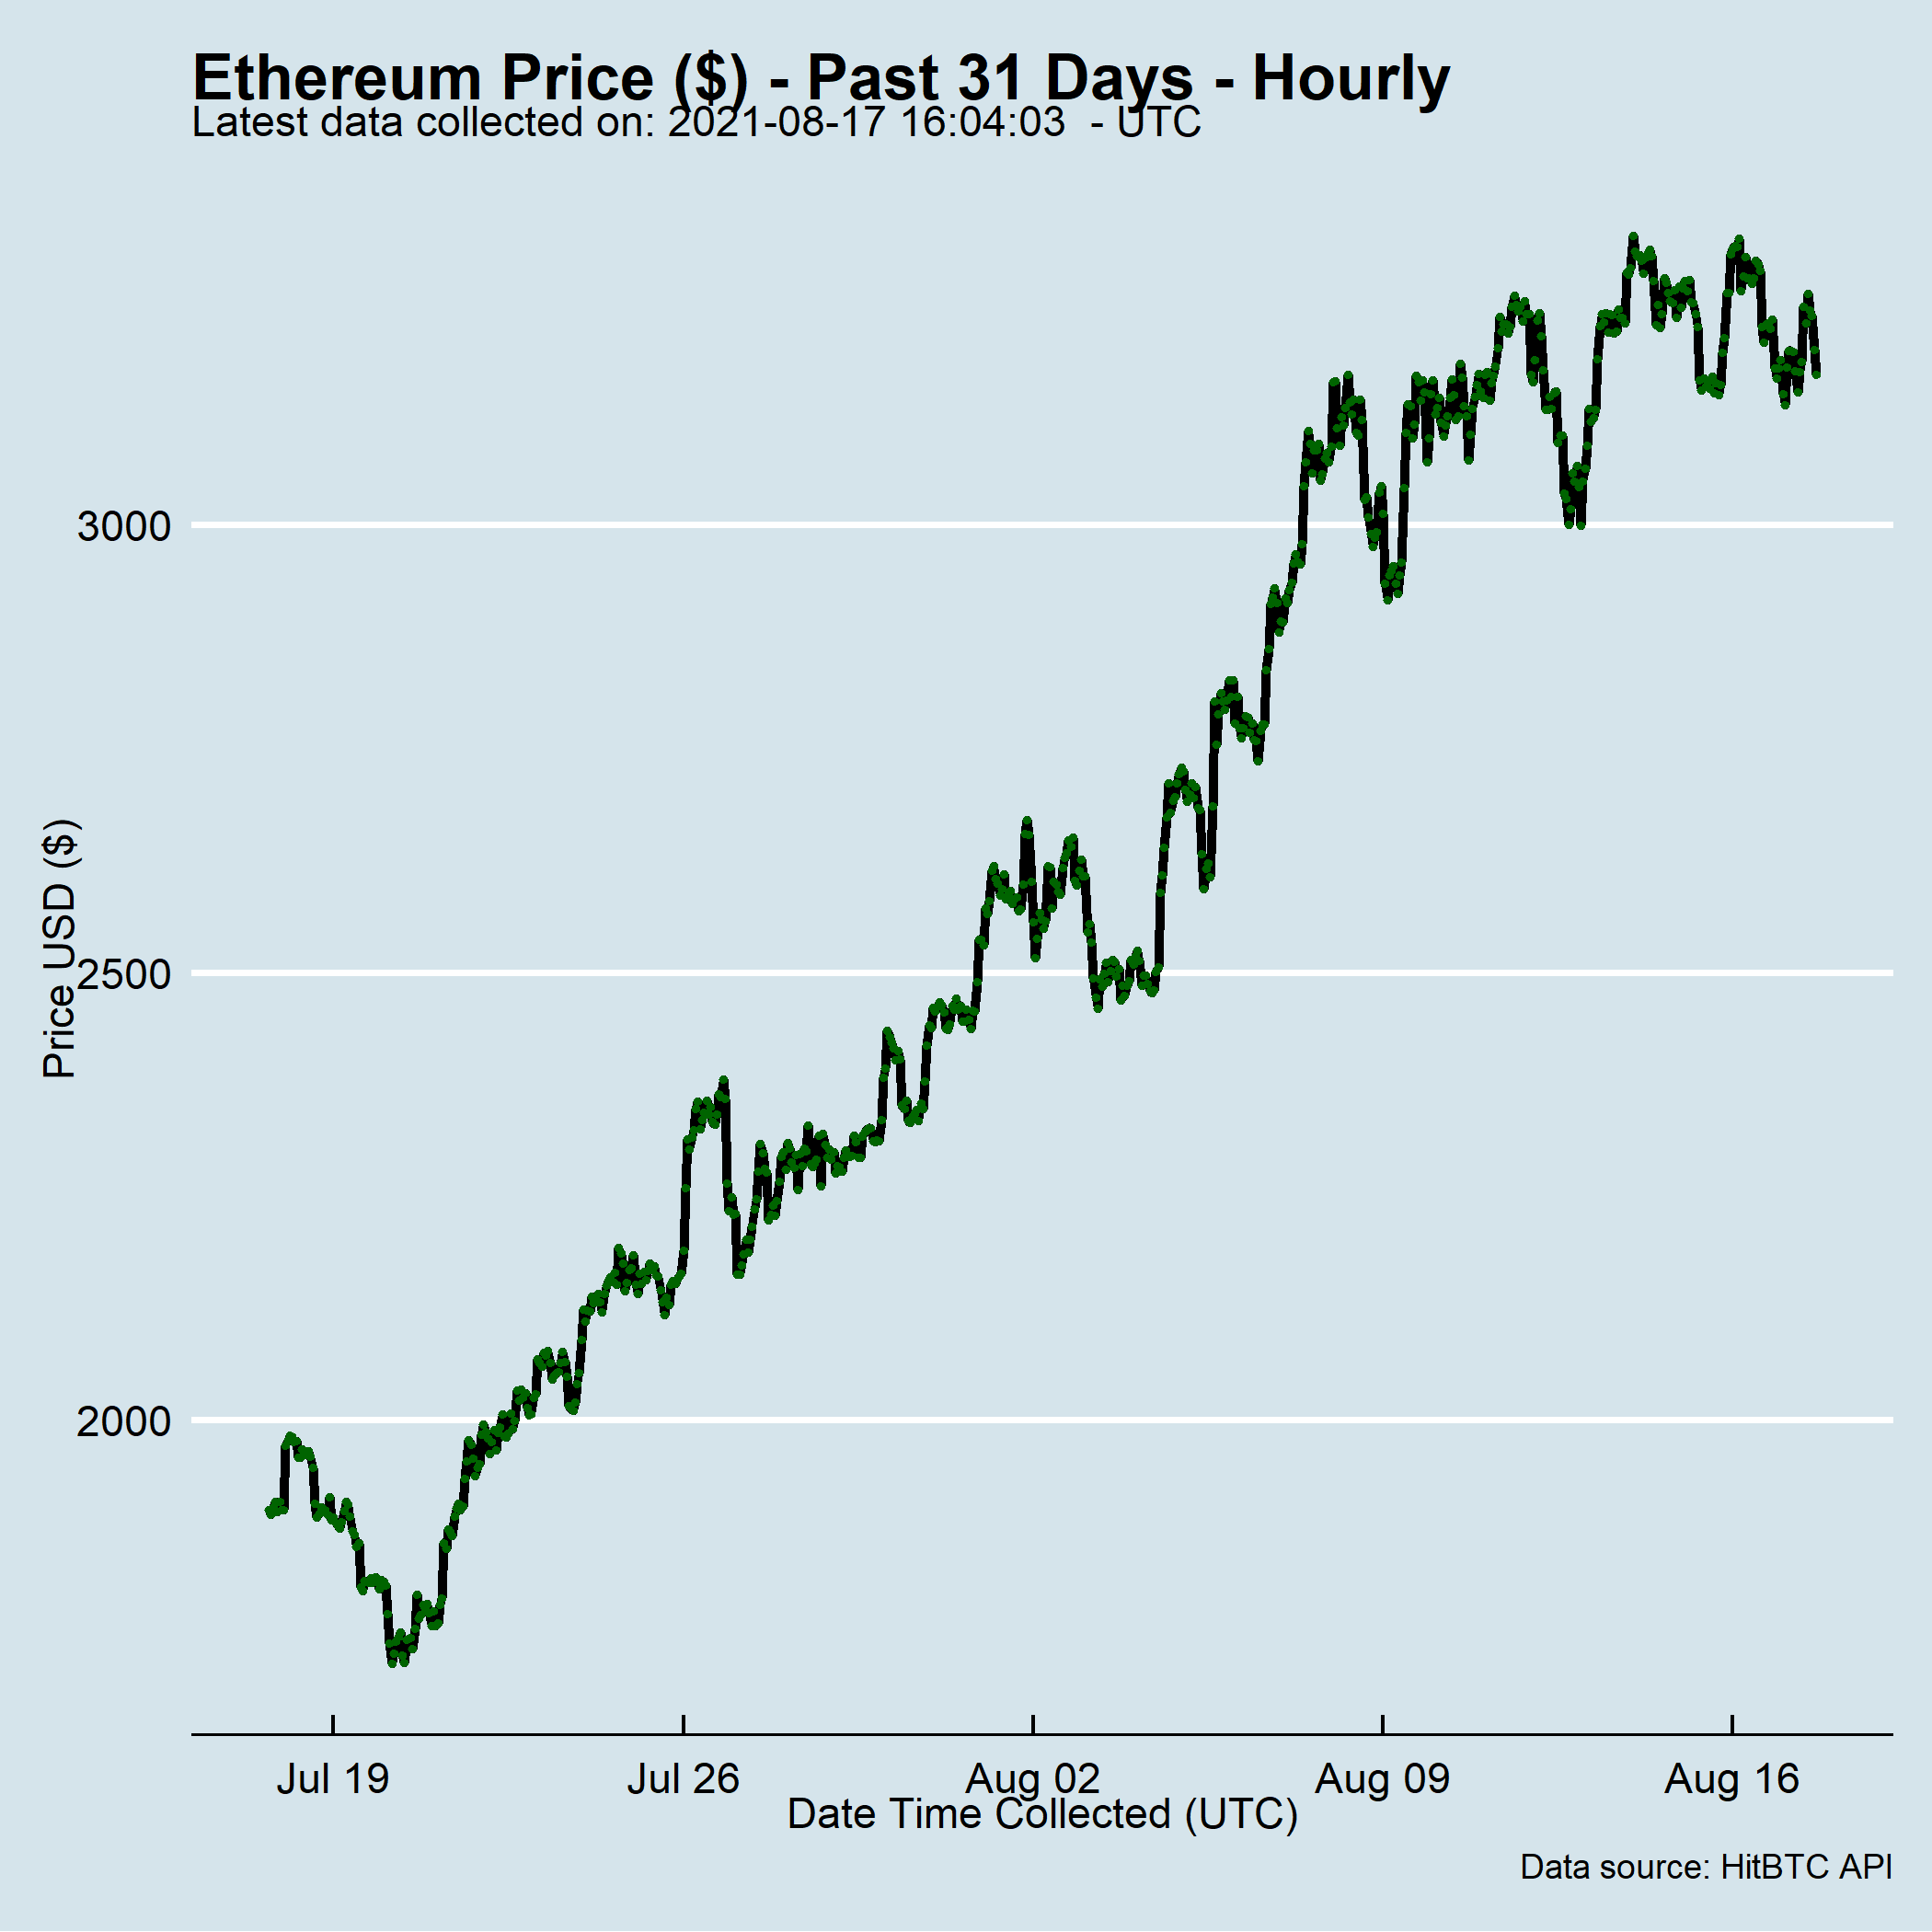 Ethereum Price ($) - Past 31 Days - Hourly
Latest data collected on: 2021-08-17 16:04:03  - UTC
3000
Price USD ($)
2500
2000
Jul 19
Jul 26
Aug 02
Aug 09
Aug 16
Date Time Collected (UTC)
Data source: HitBTC API